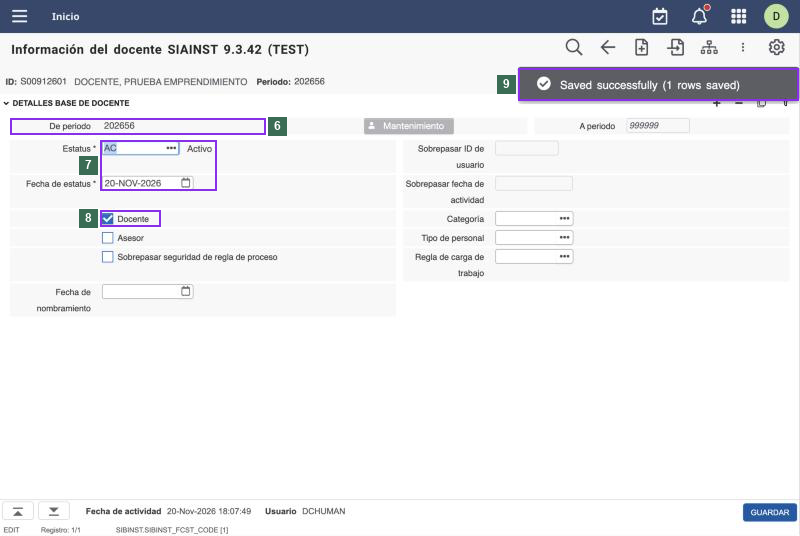 Inicio
D
Información del docente SIAINST 9.3.42 (TEST)
ID: S00912601 DOCENTE, PRUEBA EMPRENDIMIENTO Periodo: 202656
9 Saved successfully (1 rows saved)
DETALLES BASE DE DOCENTE
De periodo 202656 6 Mantenimiento A periodo 999999
Estatus * AC Activo Sobrepasar ID de
usuario
7
Fecha de estatus * 20-NOV-2026 Sobrepasar fecha de
actividad
8 Docente Categoría
Asesor Tipo de personal
Sobrepasar seguridad de regla de proceso Regla de carga de
trabajo
Fecha de
nombramiento
Fecha de actividad 20-Nov-2026 18:07:49 Usuario DCHUMAN GUARDAR
EDIT Registro: 1/1 SIBINST.SIBINST_FCST_CODE [1]